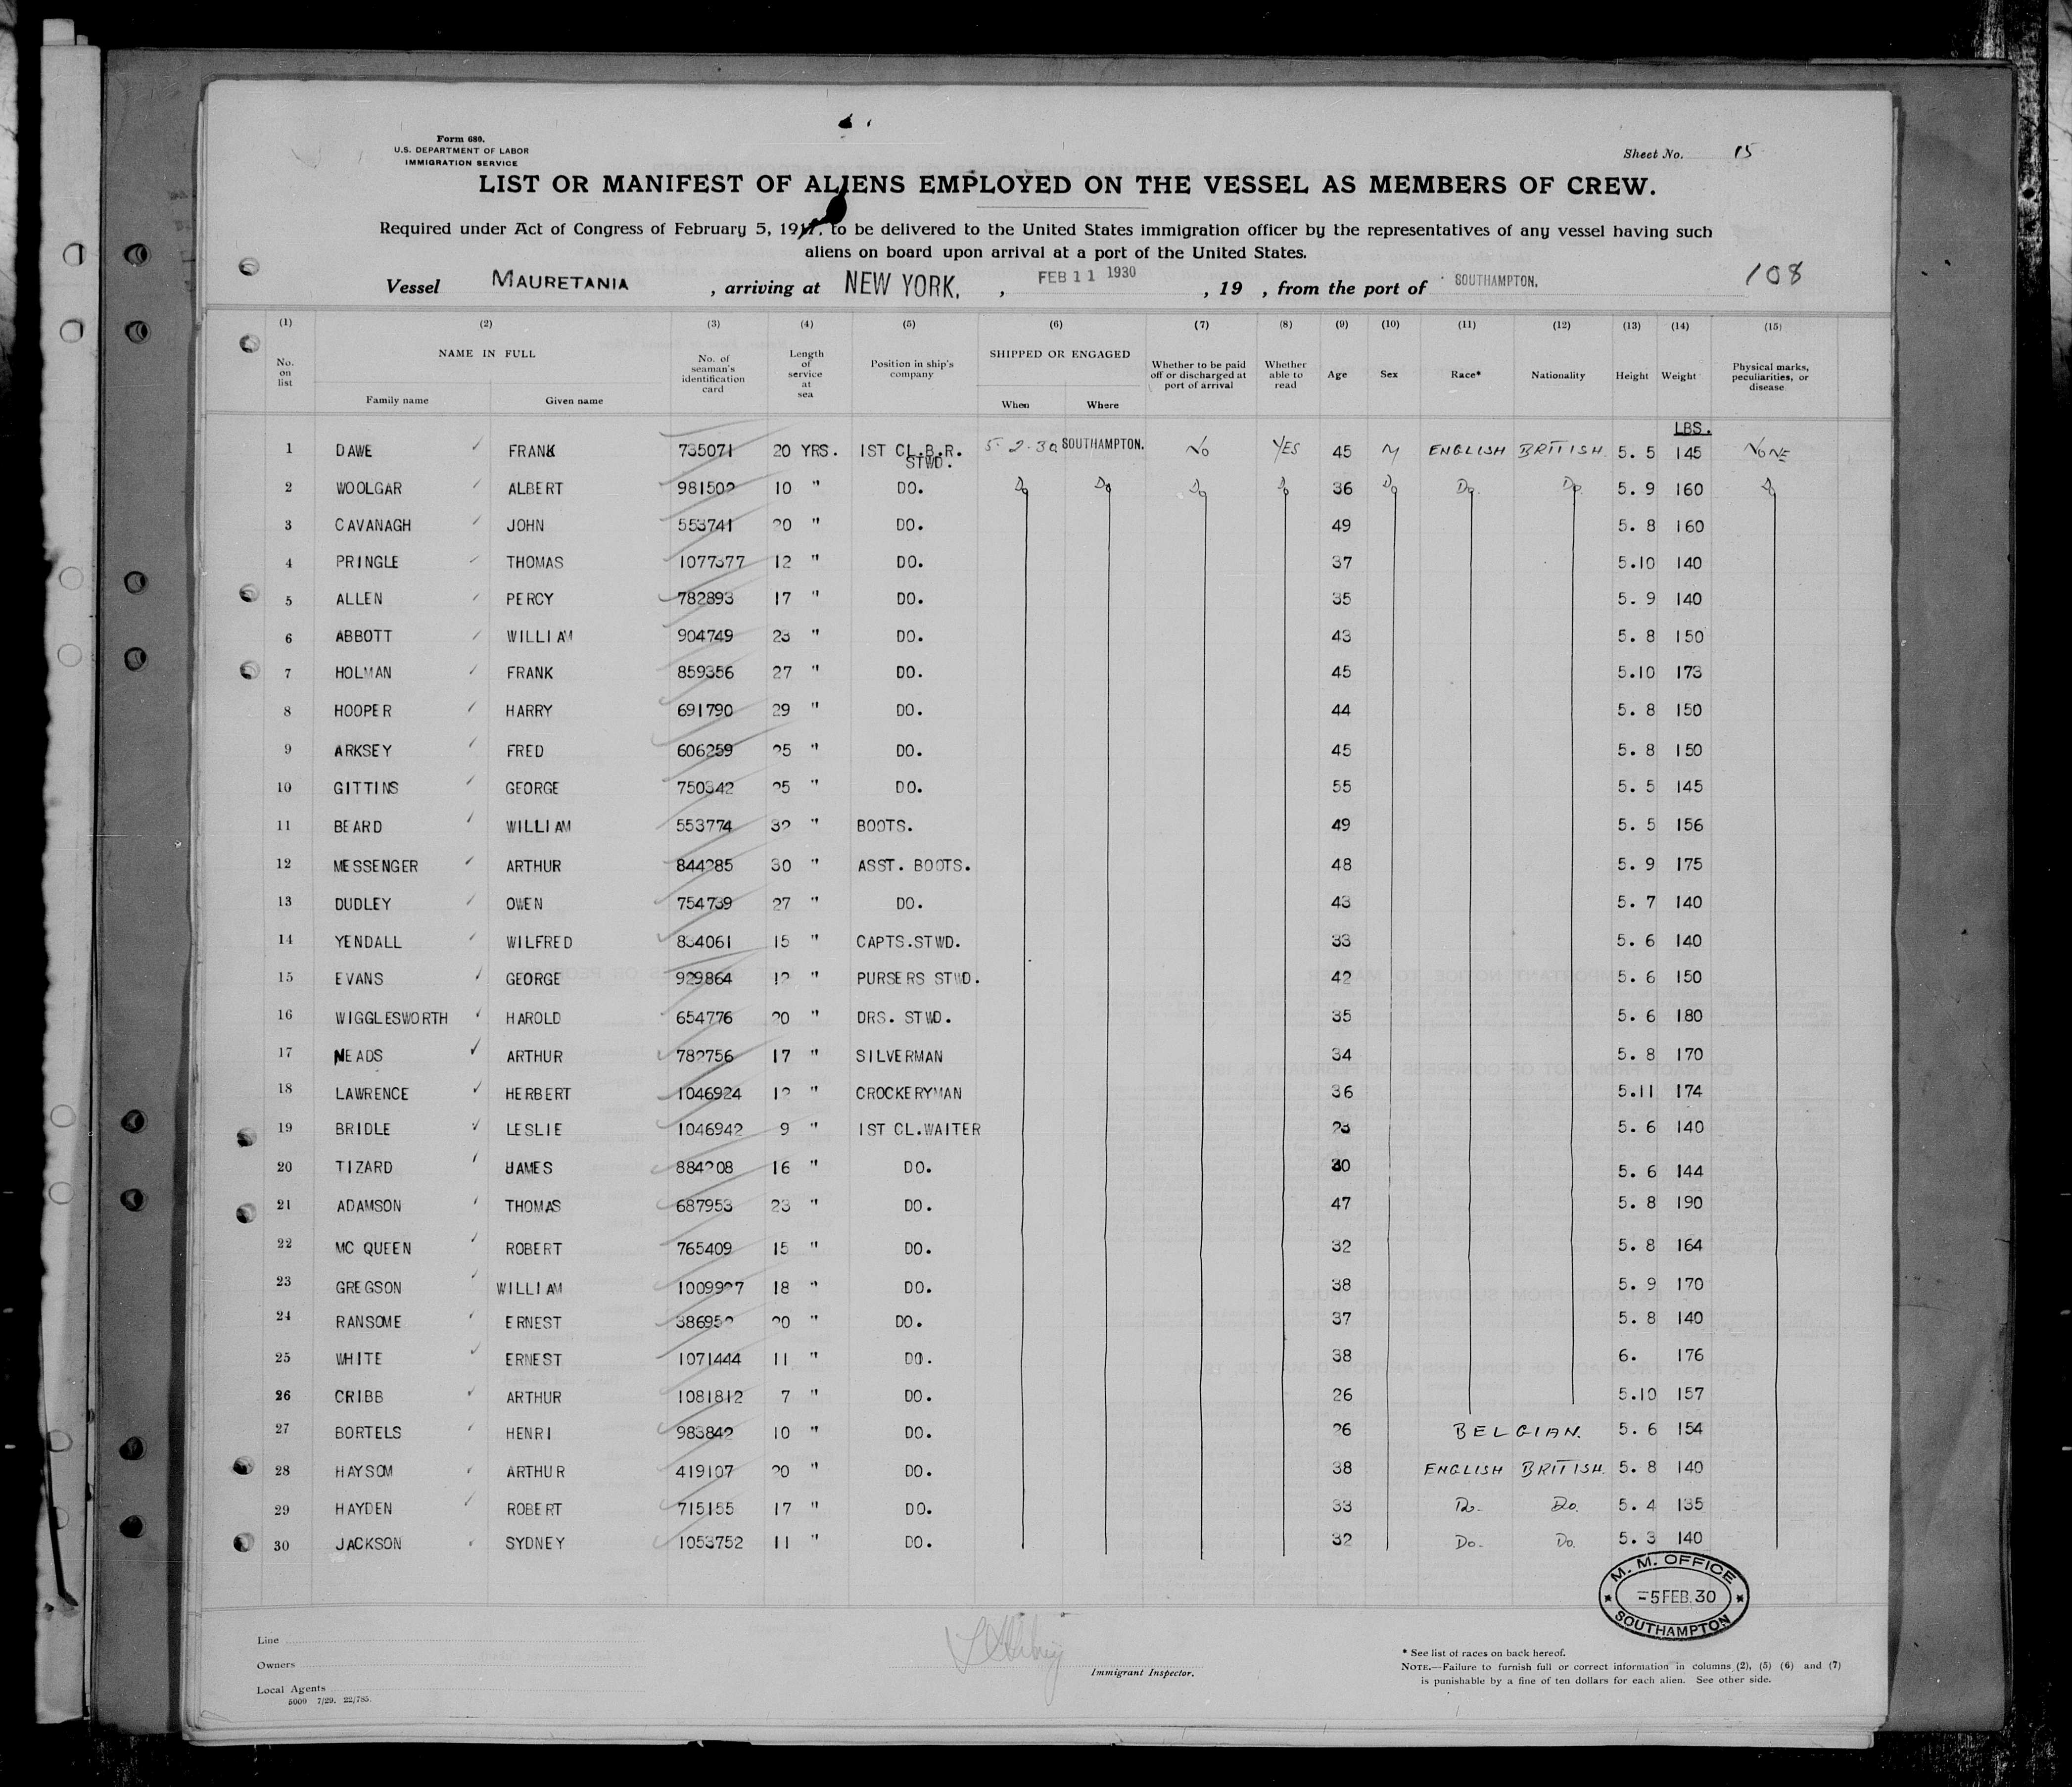 Form 680.
U.S. DEPARTMENT OF LABOR
IMMIGRATION SERVICE
Sheet No. 15
LIST OR MANIFEST OF ALIENS EMPLOYED ON THE VESSEL AS MEMBERS OF CREW.
Required under Act of Congress of February 5, 1917, to be delivered to the United States immigration officer by the representatives of any vessel having such
aliens on board upon arrival at a port of the United States.
Vessel MAURETANIA , arriving at NEW YORK. , FEB 11 1930 , 19 , from the port of SOUTHAMPTON. 108
(1) (2) (3) (4) (5) (6) (7) (8) (9) (10) (11) (12) (13) (14) (15)
No. on list NAME IN FULL Family name Given name No. of seaman's identification card Length of service at sea Position in ship's company SHIPPED OR ENGAGED When Where Whether to be paid off or discharged at port of arrival Whether able to read Age Sex Race* Nationality Height Weight Physical marks, peculiarities, or disease
LBS.
1 DAWE FRANK 735071 20 YRS. 1ST CL.B.R. STWD. 5-2-30 SOUTHAMPTON. NO YES 45 M ENGLISH BRITISH 5. 5 145 NONE
2 WOOLGAR ALBERT 981502 10 " DO. Do Do Do Do 36 Do Do. Do. 5. 9 160 Do
3 CAVANAGH JOHN 553741 20 " DO. 49 5. 8 160
4 PRINGLE THOMAS 1077377 12 " DO. 37 5.10 140
5 ALLEN PERCY 782893 17 " DO. 35 5. 9 140
6 ABBOTT WILLIAM 904749 23 " DO. 43 5. 8 150
7 HOLMAN FRANK 859356 27 " DO. 45 5.10 173
8 HOOPER HARRY 691790 29 " DO. 44 5. 8 150
9 ARKSEY FRED 606259 25 " DO. 45 5. 8 150
10 GITTINS GEORGE 750342 25 " DO. 55 5. 5 145
11 BEARD WILLIAM 553774 32 " BOOTS. 49 5. 5 156
12 MESSENGER ARTHUR 844285 30 " ASST. BOOTS. 48 5. 9 175
13 DUDLEY OWEN 754739 27 " DO. 43 5. 7 140
14 YENDALL WILFRED 834061 15 " CAPTS.STWD. 33 5. 6 140
15 EVANS GEORGE 929864 12 " PURSERS STWD. 42 5. 6 150
16 WIGGLESWORTH HAROLD 654776 20 " DRS. STWD. 35 5. 6 180
17 NEADS ARTHUR 782756 17 " SILVERMAN 34 5. 8 170
18 LAWRENCE HERBERT 1046924 12 " CROCKERYMAN 36 5.11 174
19 BRIDLE LESLIE 1046942 9 " 1ST CL.WAITER 23 5. 6 140
20 TIZARD JAMES 884208 16 " DO. 30 5. 6 144
21 ADAMSON THOMAS 687953 23 " DO. 47 5. 8 190
22 MC QUEEN ROBERT 765409 15 " DO. 32 5. 8 164
23 GREGSON WILLIAM 1009927 18 " DO. 38 5. 9 170
24 RANSOME ERNEST 386952 20 " DO. 37 5. 8 140
25 WHITE ERNEST 1071444 11 " DO. 38 6. 176
26 CRIBB ARTHUR 1081812 7 " DO. 26 5.10 157
27 BORTELS HENRI 983842 10 " DO. 26 BELGIAN. 5. 6 154
28 HAYSOM ARTHUR 419107 20 " DO. 38 ENGLISH BRITISH. 5. 8 140
29 HAYDEN ROBERT 715155 17 " DO. 33 Do. Do. 5. 4 135
30 JACKSON SYDNEY 1053752 11 " DO. 32 Do. Do. 5. 3 140
M. M. OFFICE
-5 FEB. 30
SOUTHAMPTON
Line
Owners
Local Agents
5000 7/29. 22/785.
Immigrant Inspector.
* See list of races on back hereof.
NOTE.—Failure to furnish full or correct information in columns (2), (5) (6) and (7)
is punishable by a fine of ten dollars for each alien. See other side.